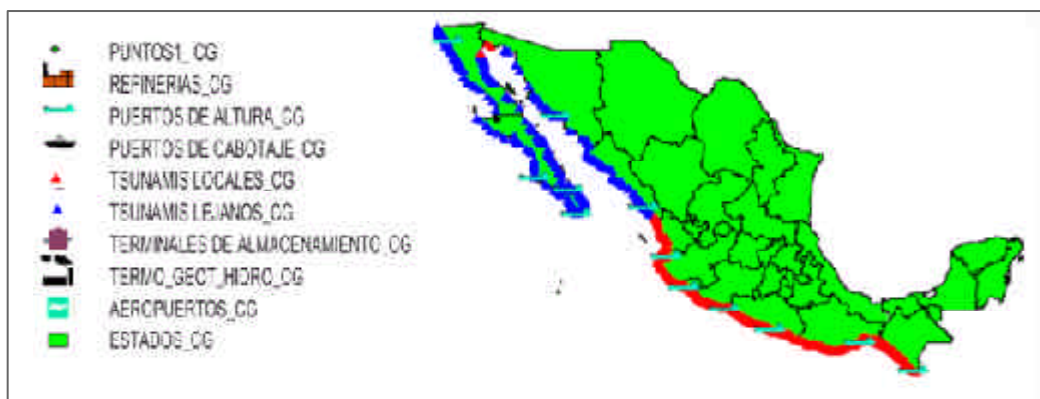 PUNTOS1_CG
REFINERIAS_CG
PUERTOS DE ALTURA_CG
PUERTOS DE CABOTAJE_CG
TSUNAMIS LOCALES_CG
TSUNAMIS LEJANOS_CG
TERMINALES DE ALMACENAMIENTO_CG
TERMO_GEOT_HIDRO_CG
AEROPUERTOS_CG
ESTADOS_CG